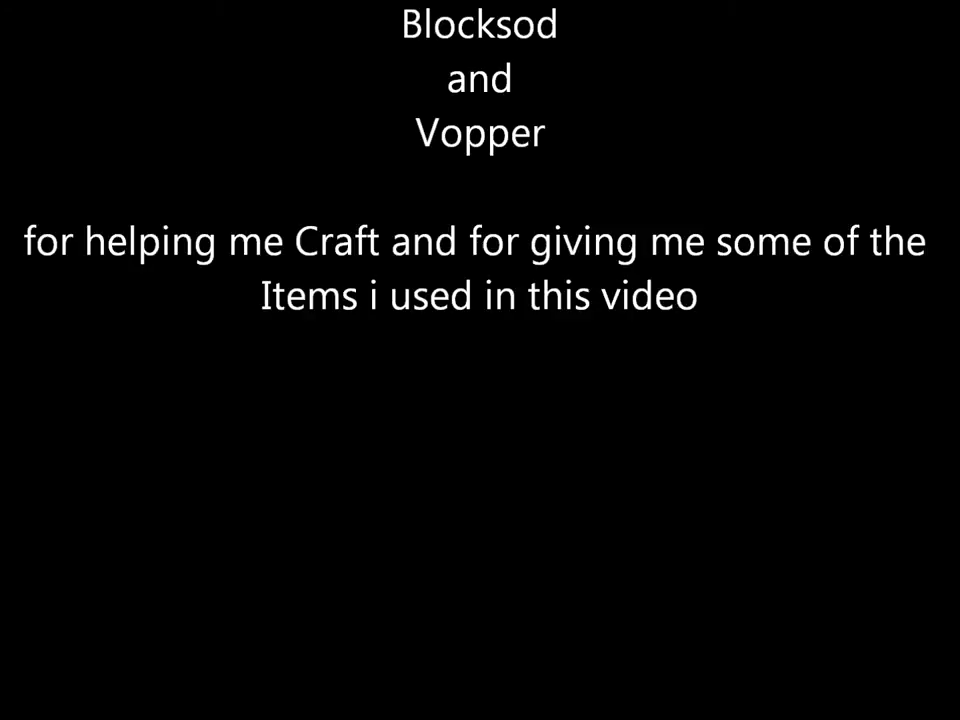 Blocksod
and
Vopper
for helping me Craft and for giving me some of the
Items i used in this video